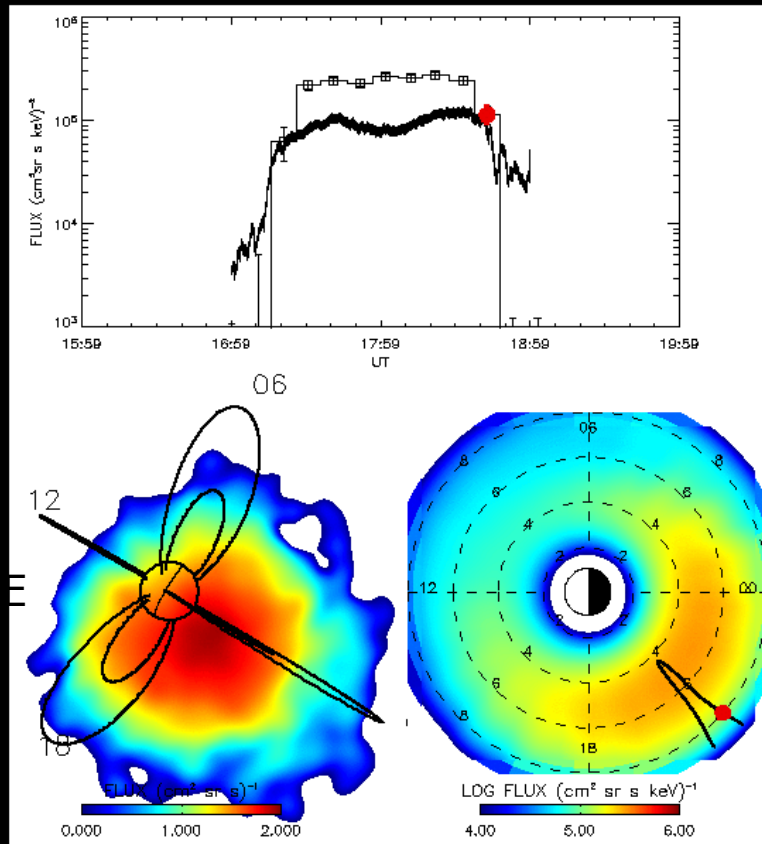 10⁶
10⁵
10⁴
10³
FLUX (cm²sr s keV)⁻¹
15:59 16:59 17:59 18:59 19:59
UT
06
12
18
E
FLUX (cm² sr s)⁻¹
0.000 1.000 2.000
06
8 8
6 6
4 4
2 2
12 00
2 2
4 4
6 6
8 8
18
LOG FLUX (cm² sr s keV)⁻¹
4.00 5.00 6.00